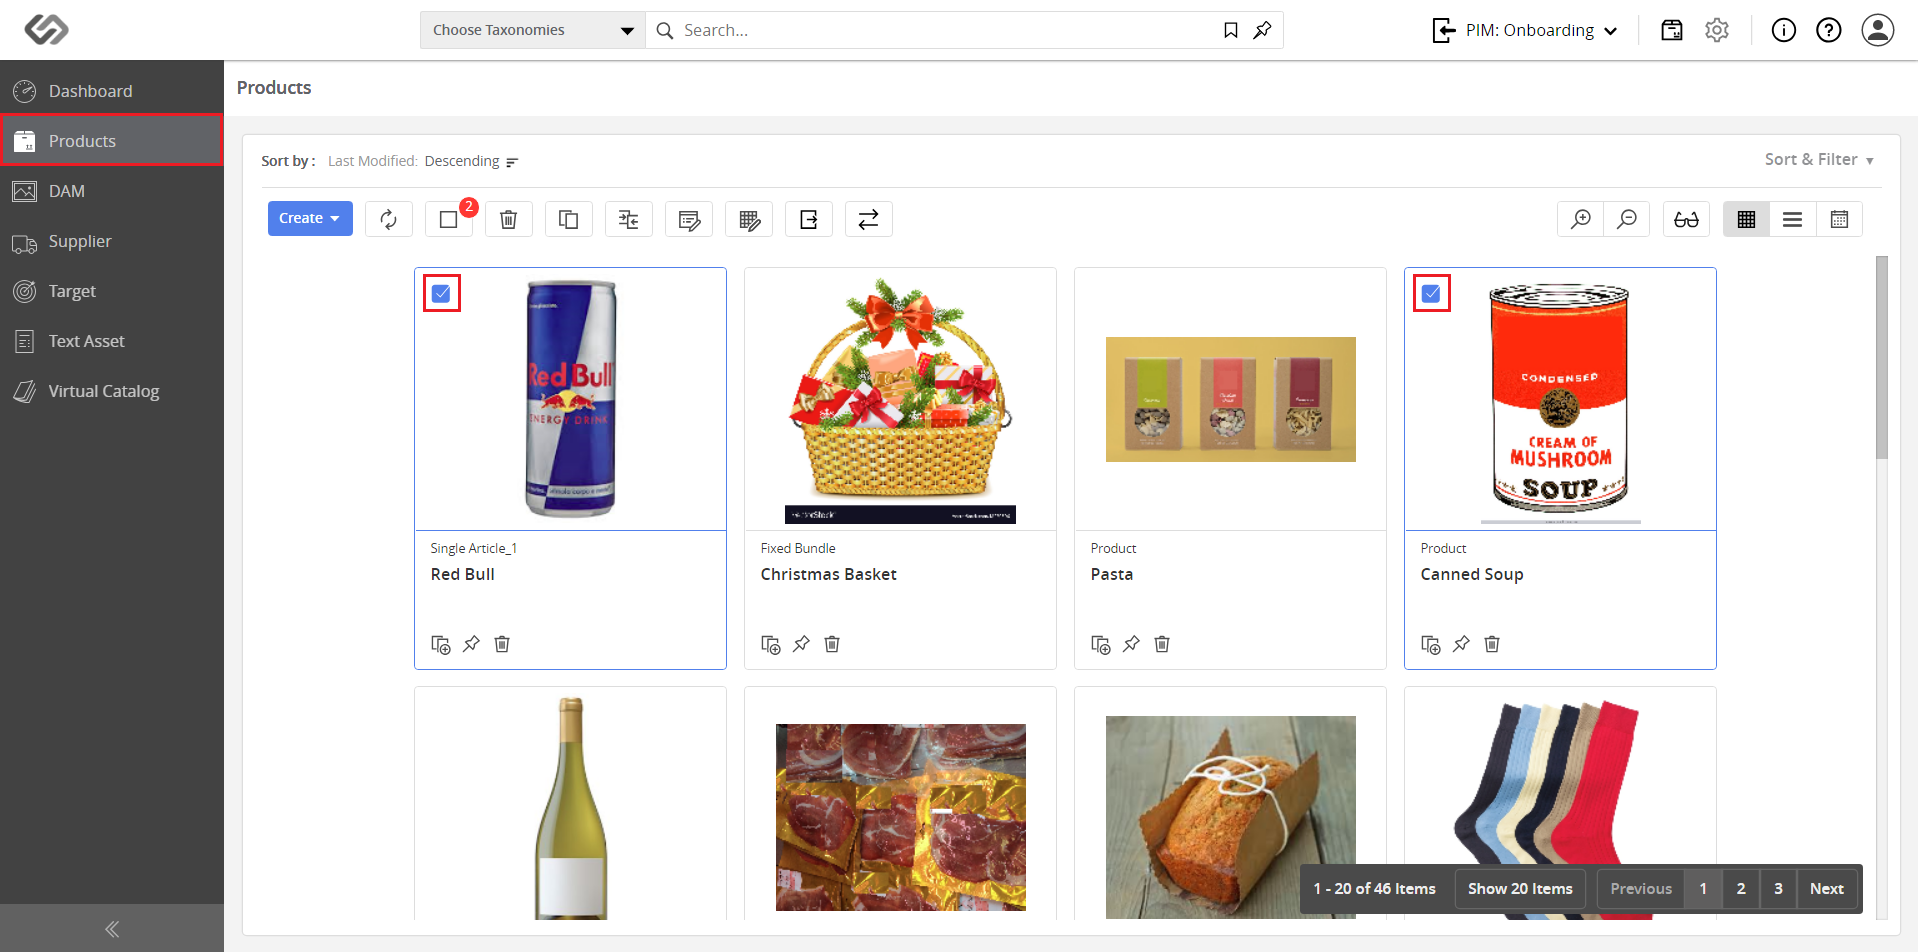 Choose Taxonomies
Search...
PIM: Onboarding
Dashboard
Products
DAM
Supplier
Target
Text Asset
Virtual Catalog
Products
Sort by : Last Modified: Descending
Sort & Filter
Create
2
Red Bull
ENERGY DRINK
VectorStock
CONDENSED
CREAM OF
MUSHROOM
SOUP
Single Article_1
Red Bull
Fixed Bundle
Christmas Basket
Product
Pasta
Product
Canned Soup
1 - 20 of 46 Items
Show 20 Items
Previous
1
2
3
Next